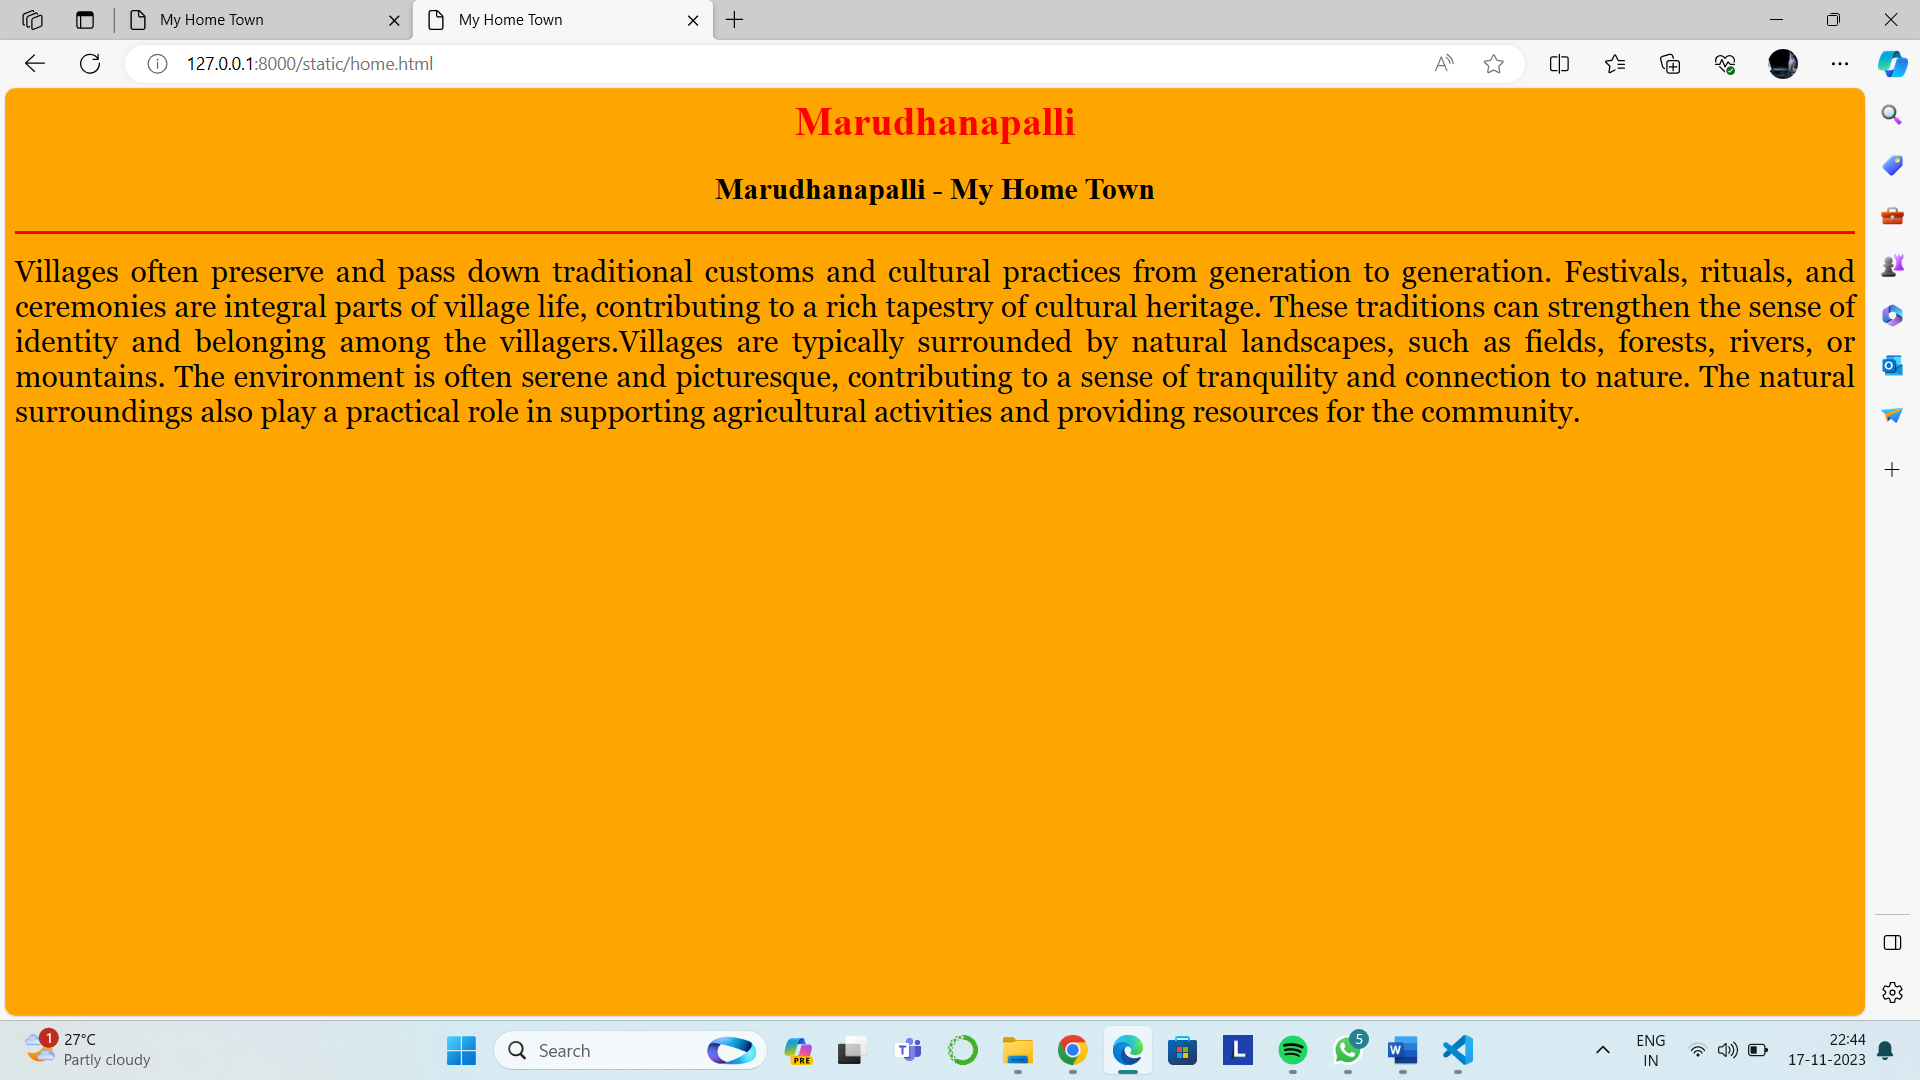 My Home Town
My Home Town
127.0.0.1:8000/static/home.html
Marudhanapalli
Marudhanapalli - My Home Town
Villages often preserve and pass down traditional customs and cultural practices from generation to generation. Festivals, rituals, and
ceremonies are integral parts of village life, contributing to a rich tapestry of cultural heritage. These traditions can strengthen the sense of
identity and belonging among the villagers.Villages are typically surrounded by natural landscapes, such as fields, forests, rivers, or
mountains. The environment is often serene and picturesque, contributing to a sense of tranquility and connection to nature. The natural
surroundings also play a practical role in supporting agricultural activities and providing resources for the community.
1
27°C
Partly cloudy
Search
PRE
L
5
ENG
IN
22:44
17-11-2023